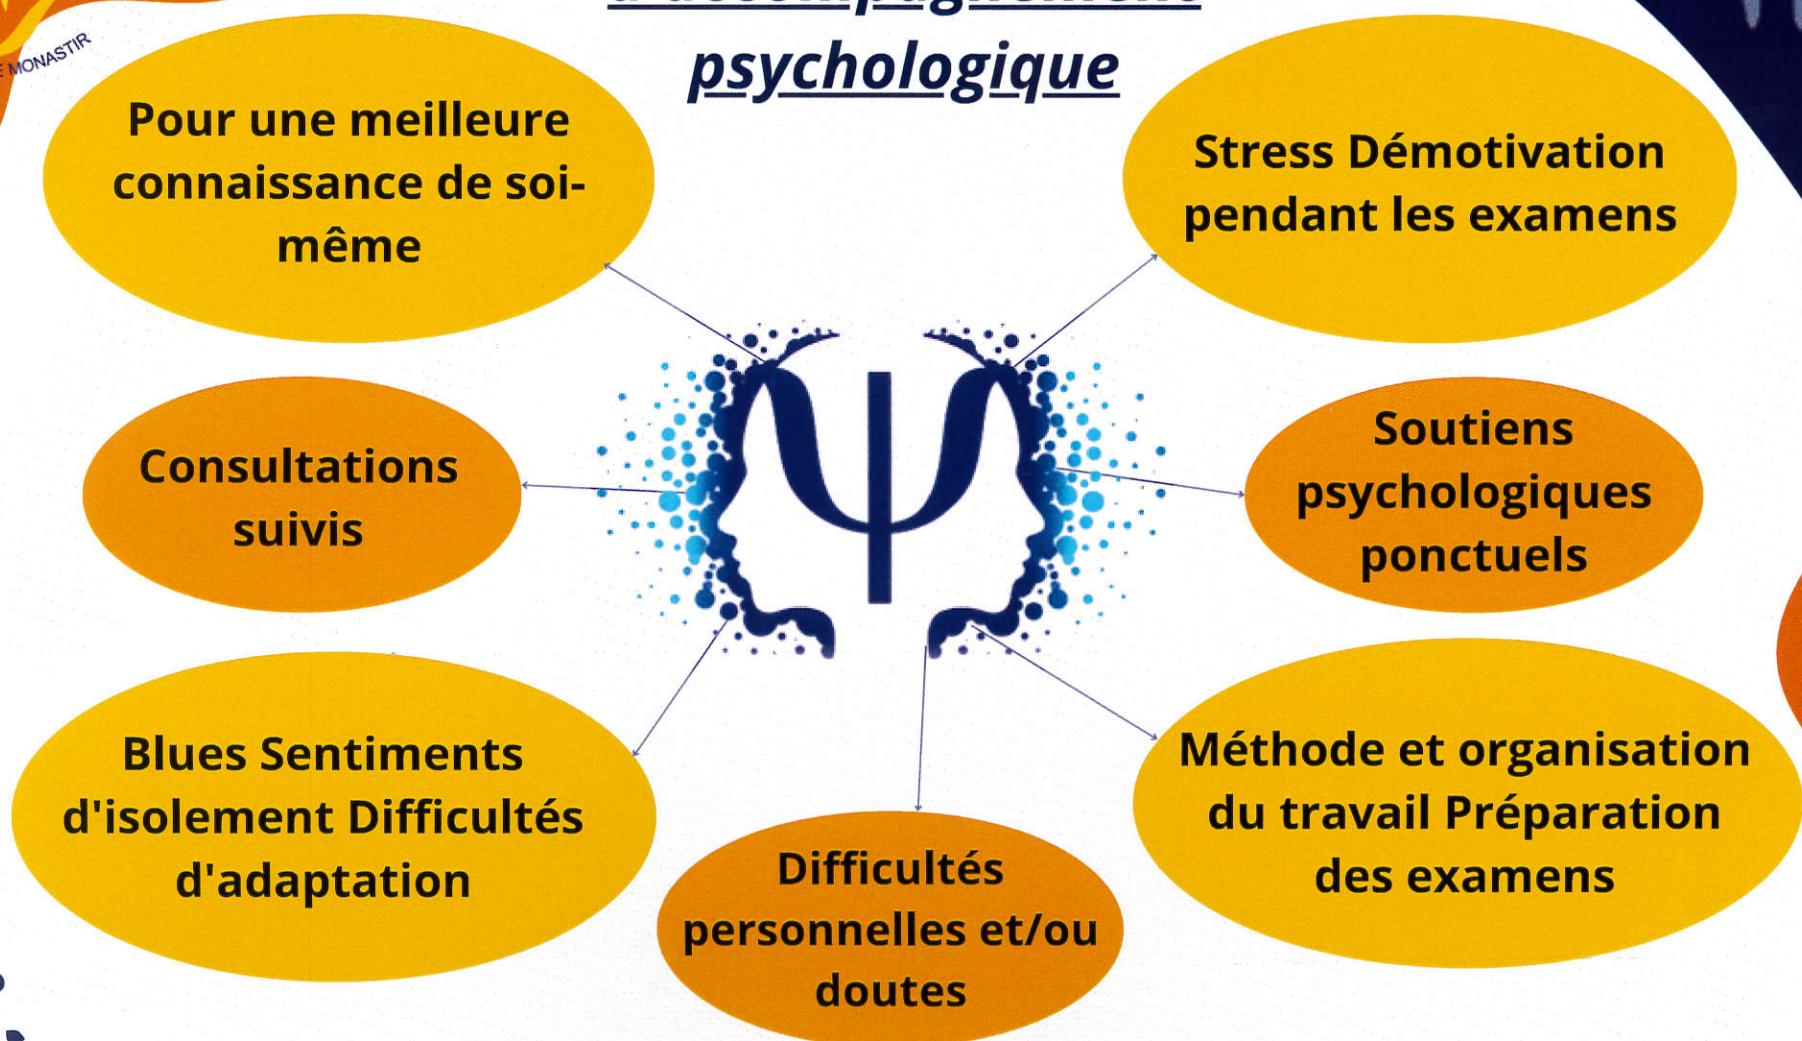 d'accompagnement
psychologique
MONASTIR
Pour une meilleure
connaissance de soi-
même
Stress Démotivation
pendant les examens
Consultations
suivis
Soutiens
psychologiques
ponctuels
Blues Sentiments
d'isolement Difficultés
d'adaptation
Difficultés
personnelles et/ou
doutes
Méthode et organisation
du travail Préparation
des examens